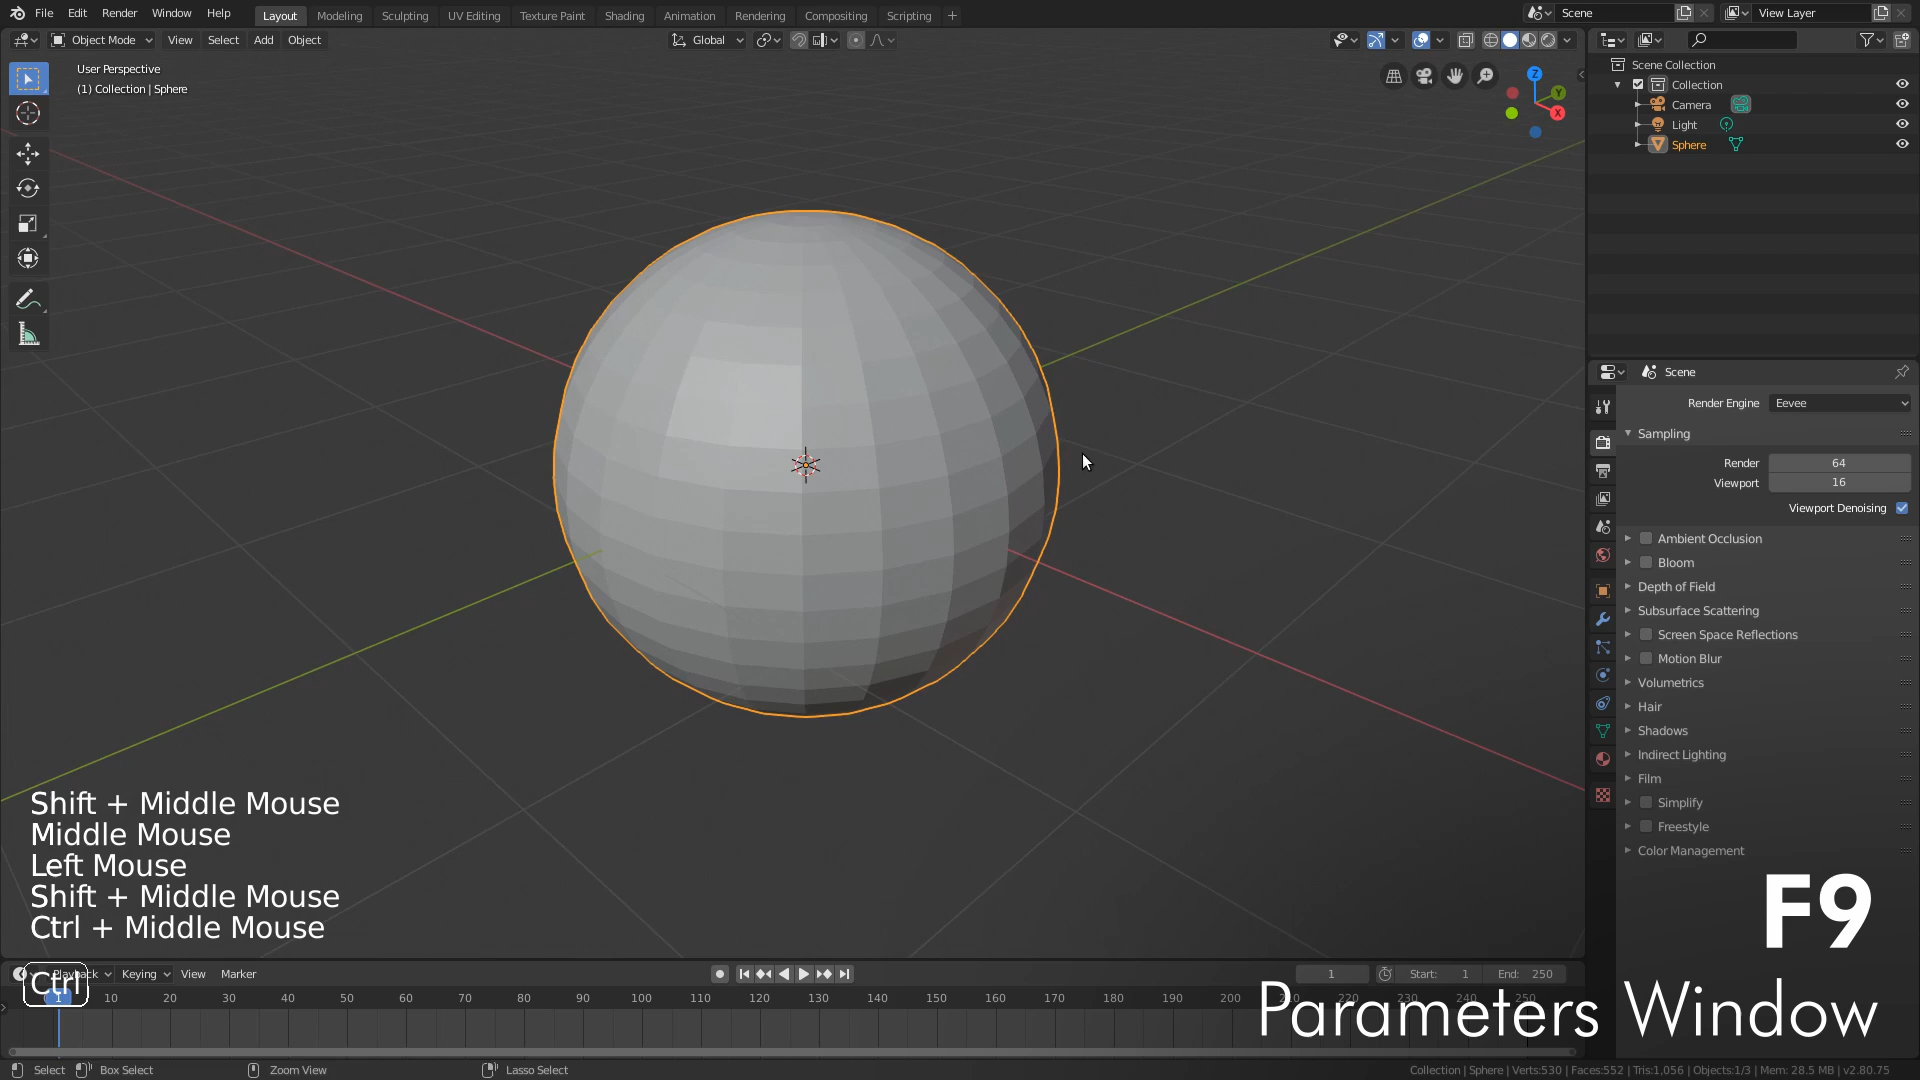 File Edit Render Window Help
Layout Modeling Sculpting UV Editing Texture Paint Shading Animation Rendering Compositing Scripting +
Scene
View Layer
Object Mode View Select Add Object
Global
User Perspective
(1) Collection | Sphere
Z
Y
X
Scene Collection
Collection
Camera
Light
Sphere
Scene
Render Engine Eevee
Sampling
Render 64
Viewport 16
Viewport Denoising
Ambient Occlusion
Bloom
Depth of Field
Subsurface Scattering
Screen Space Reflections
Motion Blur
Volumetrics
Hair
Shadows
Indirect Lighting
Film
Simplify
Freestyle
Color Management
Shift + Middle Mouse
Middle Mouse
Left Mouse
Shift + Middle Mouse
Ctrl + Middle Mouse
Ctrl
F9
Parameters Window
Playback Keying View Marker
1 Start: 1 End: 250
1 10 20 30 40 50 60 70 80 90 100 110 120 130 140 150 160 170 180 190 200 210 220 230 240 250
Select Box Select Zoom View Lasso Select
Collection | Sphere | Verts:530 | Faces:552 | Tris:1,056 | Objects:1/3 | Mem: 28.5 MB | v2.80.75